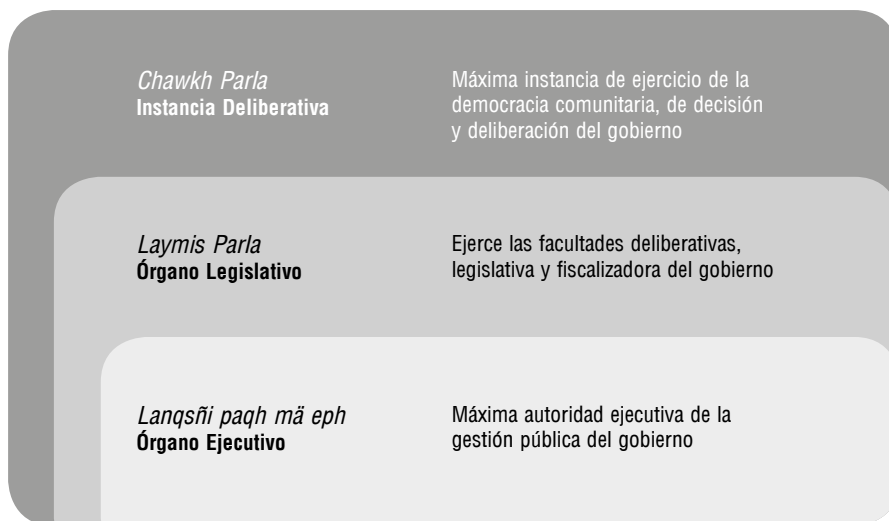 Chawkh Parla
Instancia Deliberativa
Máxima instancia de ejercicio de la
democracia comunitaria, de decisión
y deliberación del gobierno
Laymis Parla
Órgano Legislativo
Ejerce las facultades deliberativas,
legislativa y fiscalizadora del gobierno
Lanqsñi paqh mä eph
Órgano Ejecutivo
Máxima autoridad ejecutiva de la
gestión pública del gobierno